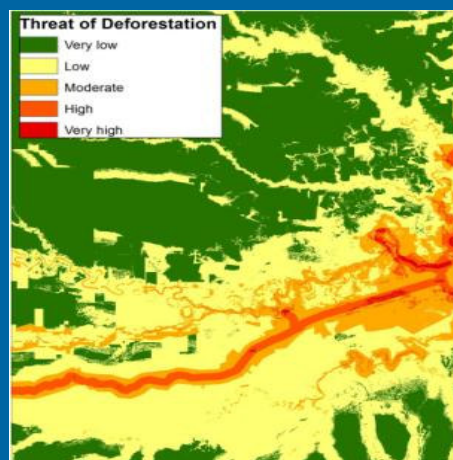 Threat of Deforestation
Very low
Low
Moderate
High
Very high